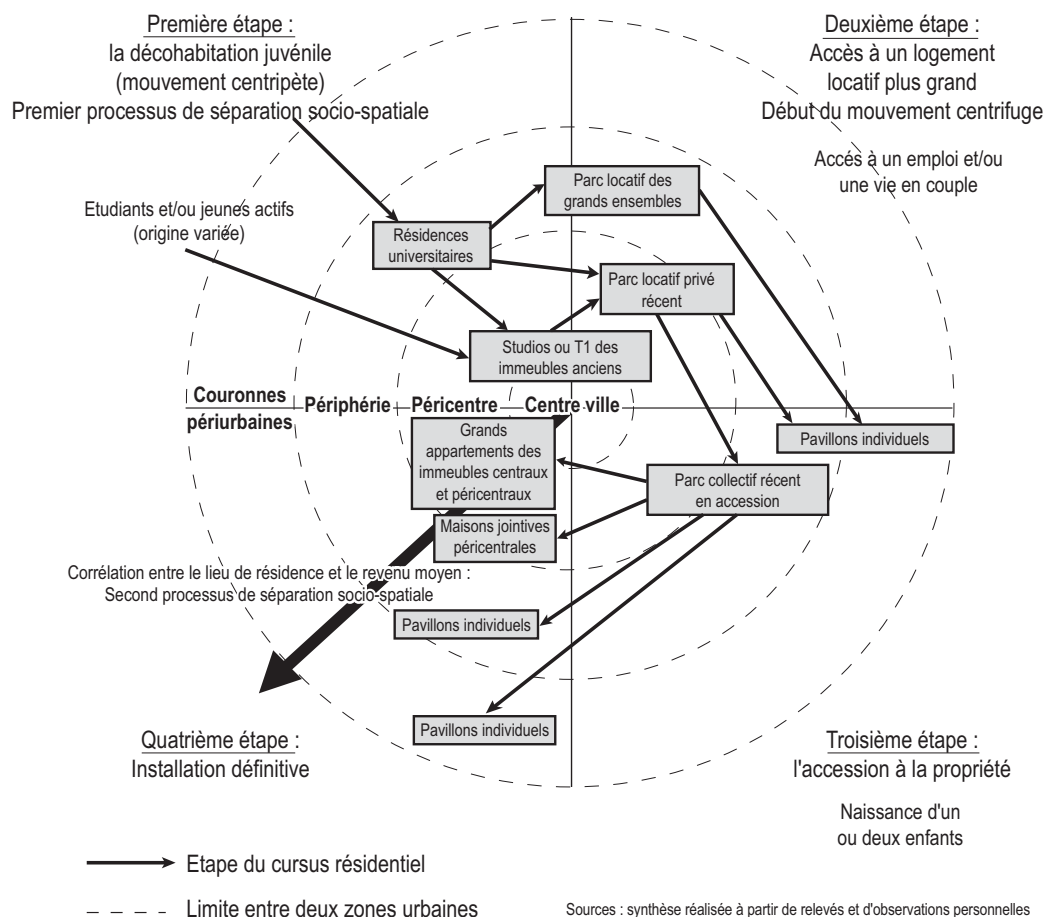 Première étape :
la décohabitation juvénile
(mouvement centripète)
Premier processus de séparation socio-spatiale
Deuxième étape :
Accès à un logement
locatif plus grand
Début du mouvement centrifuge
Accés à un emploi et/ou
une vie en couple
Etudiants et/ou jeunes actifs
(origine variée)
Parc locatif des
grands ensembles
Résidences
universitaires
Parc locatif privé
récent
Studios ou T1 des
immeubles anciens
Couronnes
périurbaines
Périphérie
Péricentre
Centre ville
Pavillons individuels
Grands
appartements des
immeubles centraux
et péricentraux
Parc collectif récent
en accession
Maisons jointives
péricentrales
Corrélation entre le lieu de résidence et le revenu moyen :
Second processus de séparation socio-spatiale
Pavillons individuels
Pavillons individuels
Quatrième étape :
Installation définitive
Troisième étape :
l'accession à la propriété
Naissance d'un
ou deux enfants
Etape du cursus résidentiel
Limite entre deux zones urbaines
Sources : synthèse réalisée à partir de relevés et d'observations personnelles